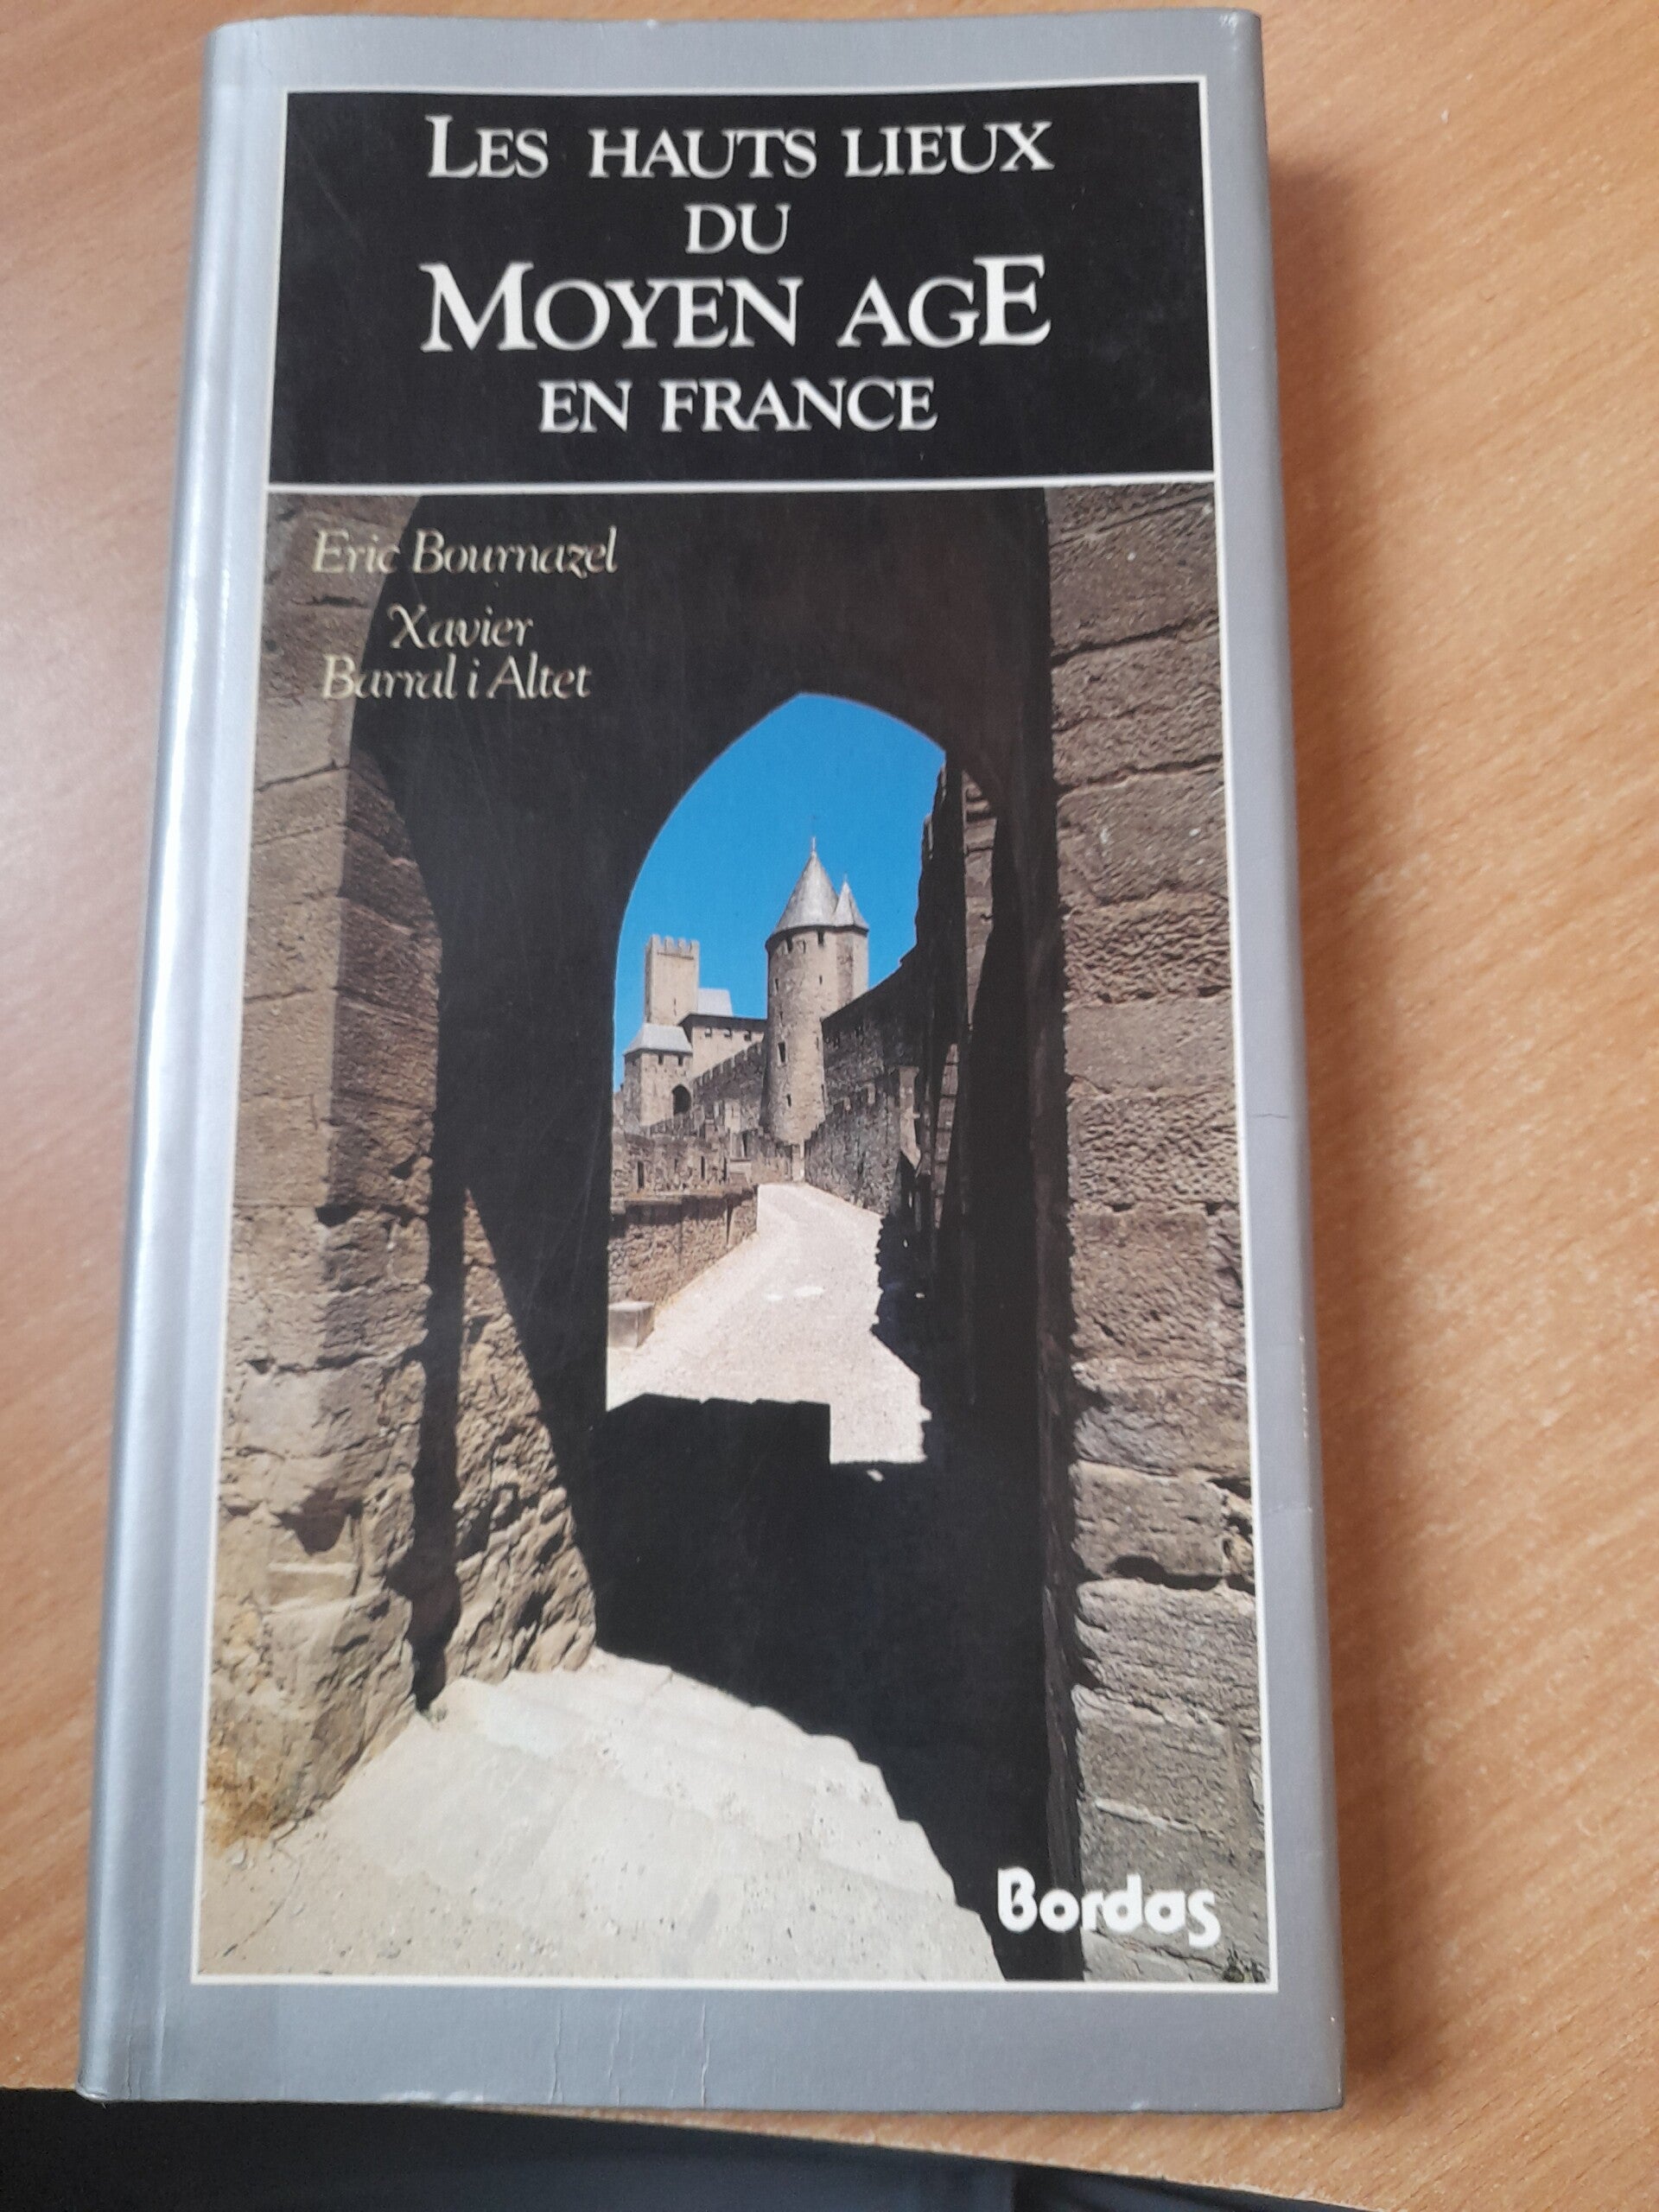 LES HAUTS LIEUX
DU
MOYEN AGE
EN FRANCE
Eric Bournazel
Xavier
Barral i Altet
Bordas